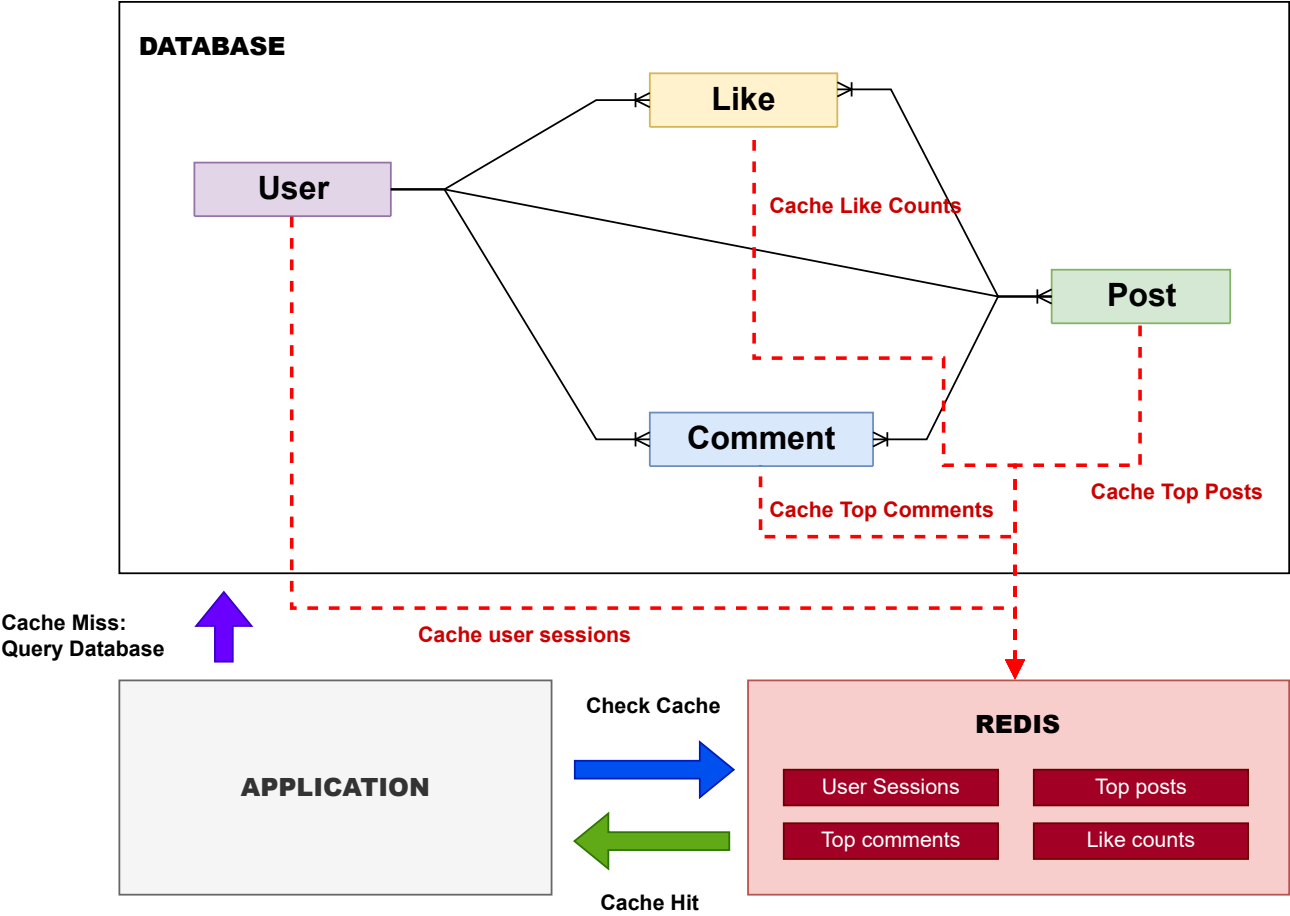 DATABASE
Like
User
Cache Like Counts
Post
Comment
Cache Top Posts
Cache Top Comments
Cache Miss:
Query Database
Cache user sessions
Check Cache
REDIS
APPLICATION
User Sessions
Top posts
Top comments
Like counts
Cache Hit